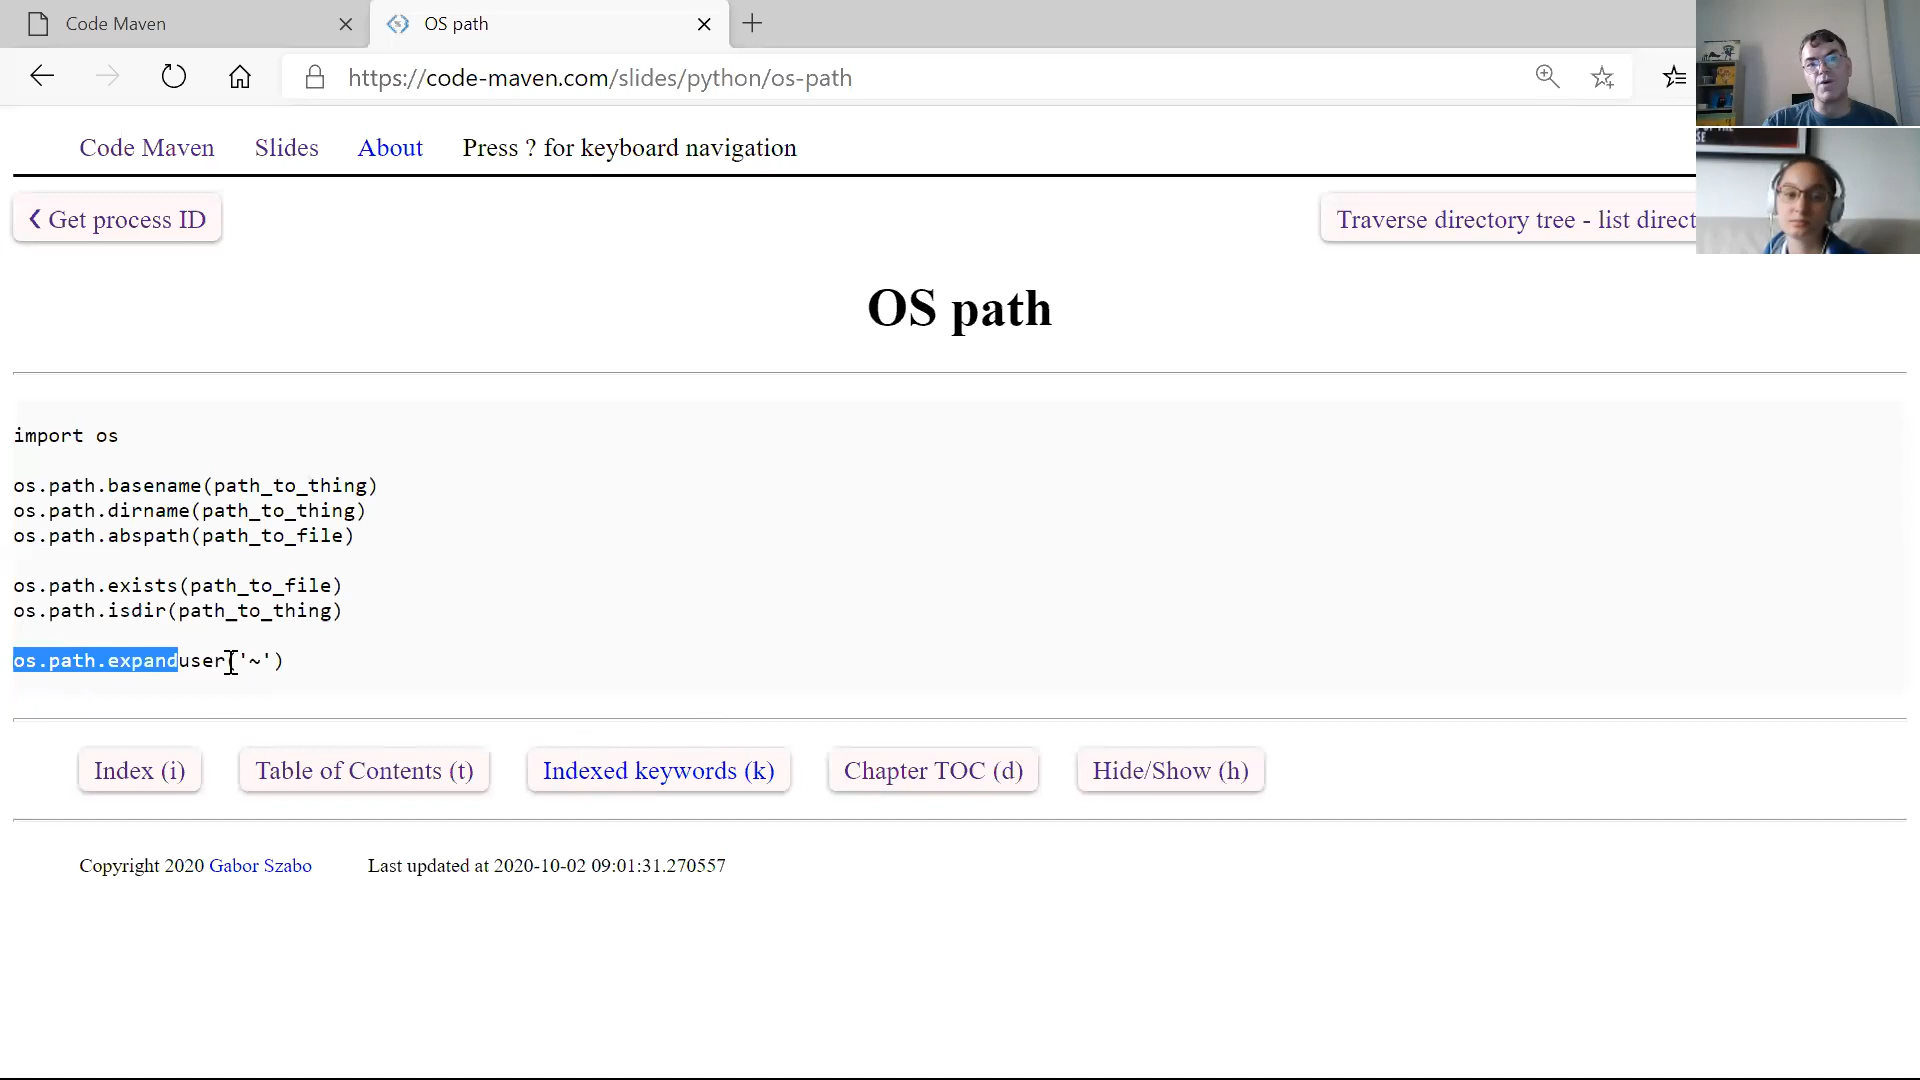 Code Maven
OS path
https://code-maven.com/slides/python/os-path
Code Maven Slides About Press ? for keyboard navigation
❮ Get process ID
Traverse directory tree - list direct
OS path
import os
os.path.basename(path_to_thing)
os.path.dirname(path_to_thing)
os.path.abspath(path_to_file)
os.path.exists(path_to_file)
os.path.isdir(path_to_thing)
os.path.expanduser('~')
Index (i)
Table of Contents (t)
Indexed keywords (k)
Chapter TOC (d)
Hide/Show (h)
Copyright 2020 Gabor Szabo Last updated at 2020-10-02 09:01:31.270557